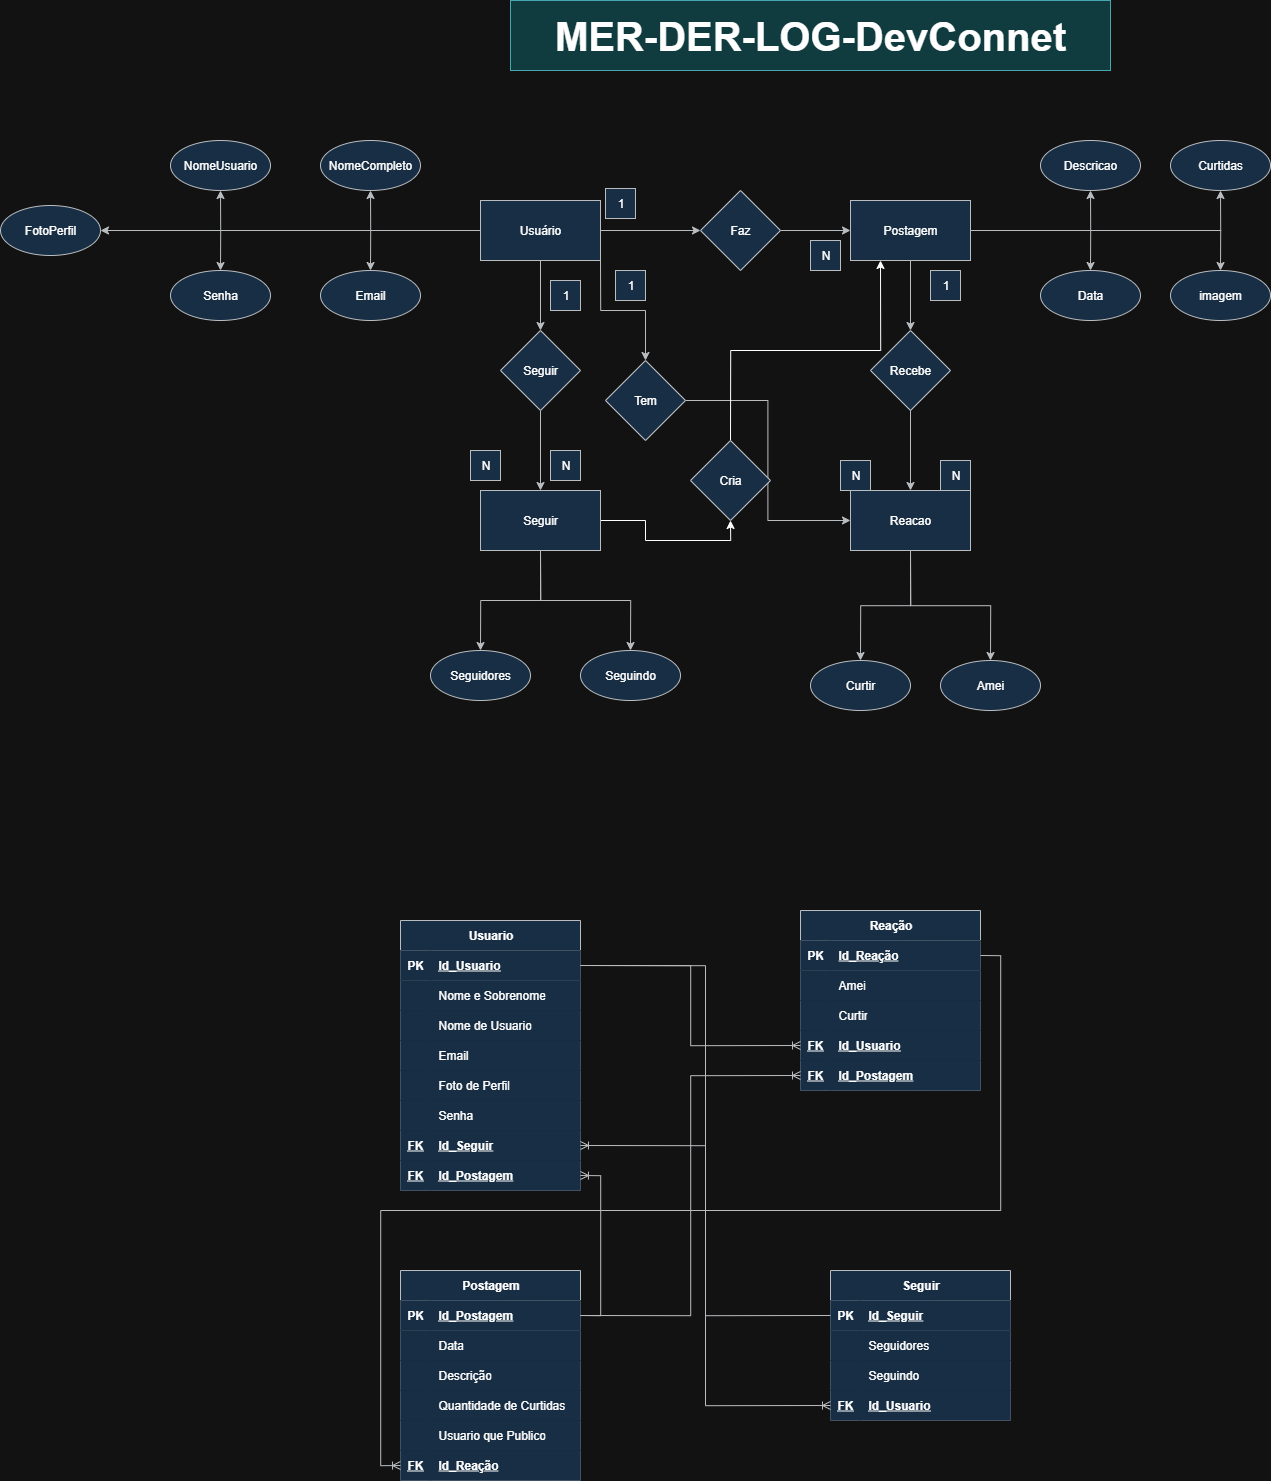 MER-DER-LOG-DevConnet
NomeUsuario
NomeCompleto
Descricao
Curtidas
1
FotoPerfil
Usuário
Faz
Postagem
N
Senha
Email
1
1
1
Data
imagem
Seguir
Tem
Recebe
N
N
Cria
N
N
Seguir
Reacao
Seguidores
Seguindo
Curtir
Amei
Usuario
PK Id_Usuario
Nome e Sobrenome
Nome de Usuario
Email
Foto de Perfil
Senha
FK Id_Seguir
FK Id_Postagem
Reação
PK Id_Reação
Amei
Curtir
FK Id_Usuario
FK Id_Postagem
Postagem
PK Id_Postagem
Data
Descrição
Quantidade de Curtidas
Usuario que Publico
FK Id_Reação
Seguir
PK Id_Seguir
Seguidores
Seguindo
FK Id_Usuario